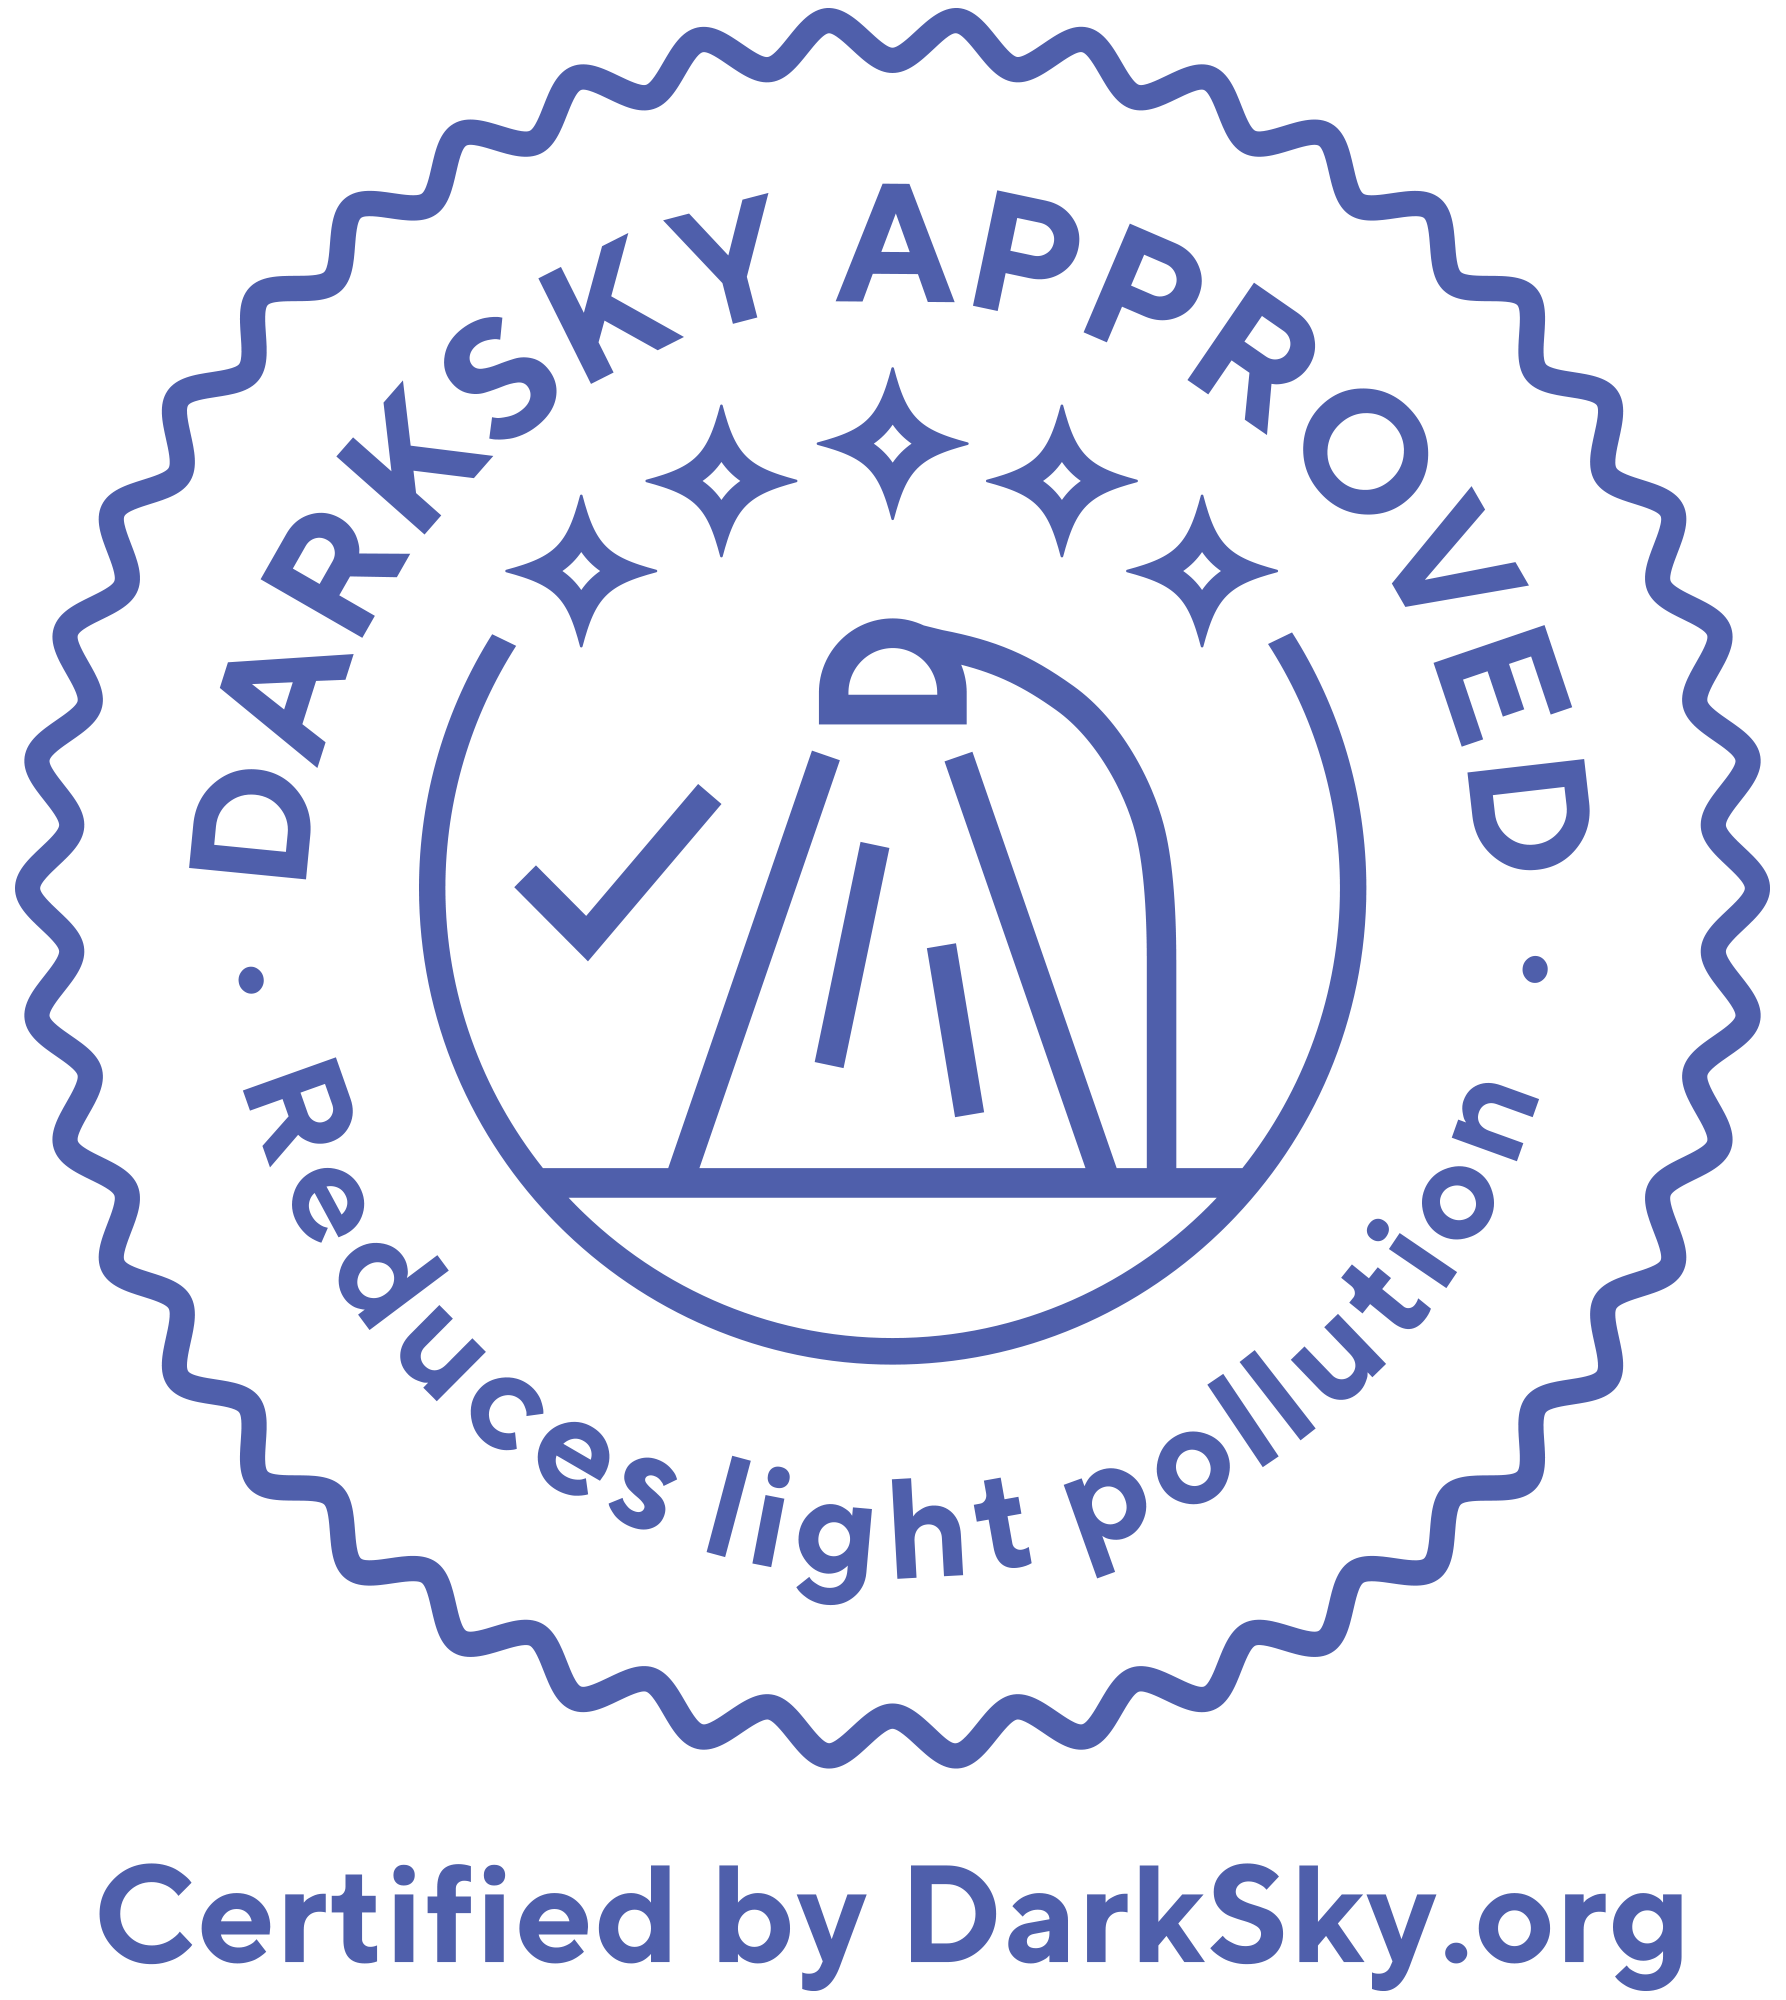 DARKSKY APPROVED
• Reduces light pollution •
Certified by DarkSky.org